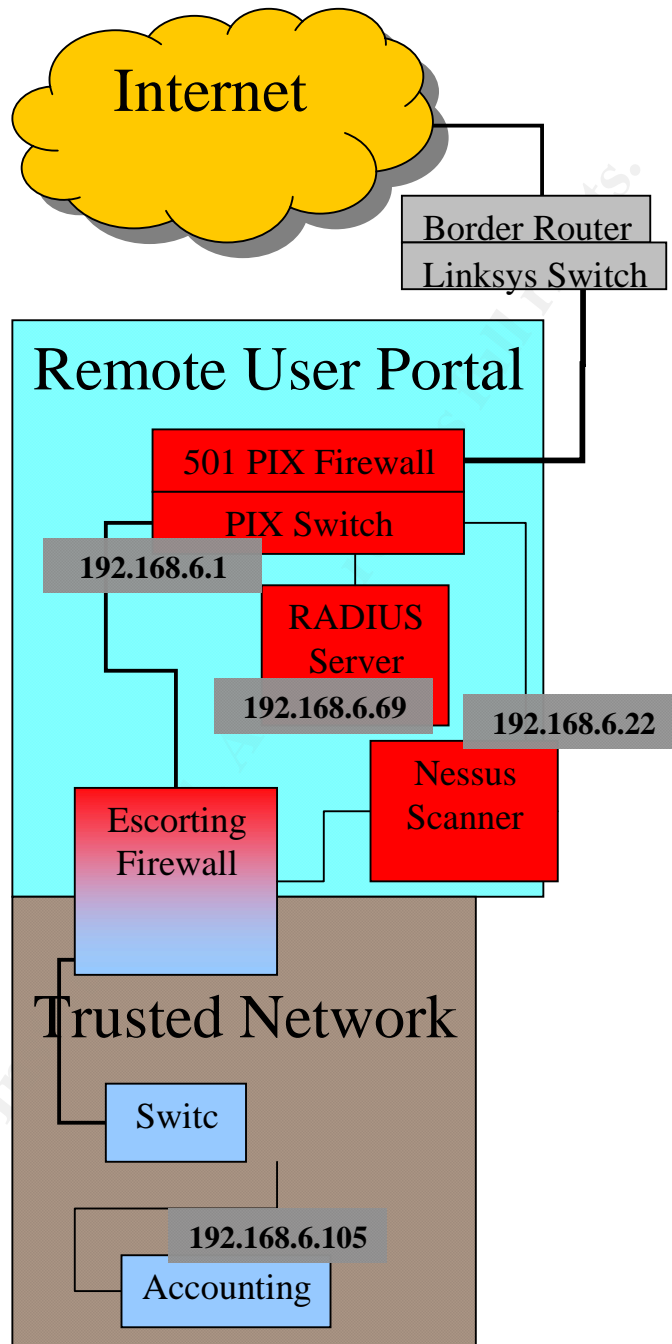 Internet
Border Router
Linksys Switch
Remote User Portal
501 PIX Firewall
PIX Switch
192.168.6.1
RADIUS
Server
192.168.6.69
192.168.6.22
Nessus
Scanner
Escorting
Firewall
Trusted Network
Switc
192.168.6.105
Accounting